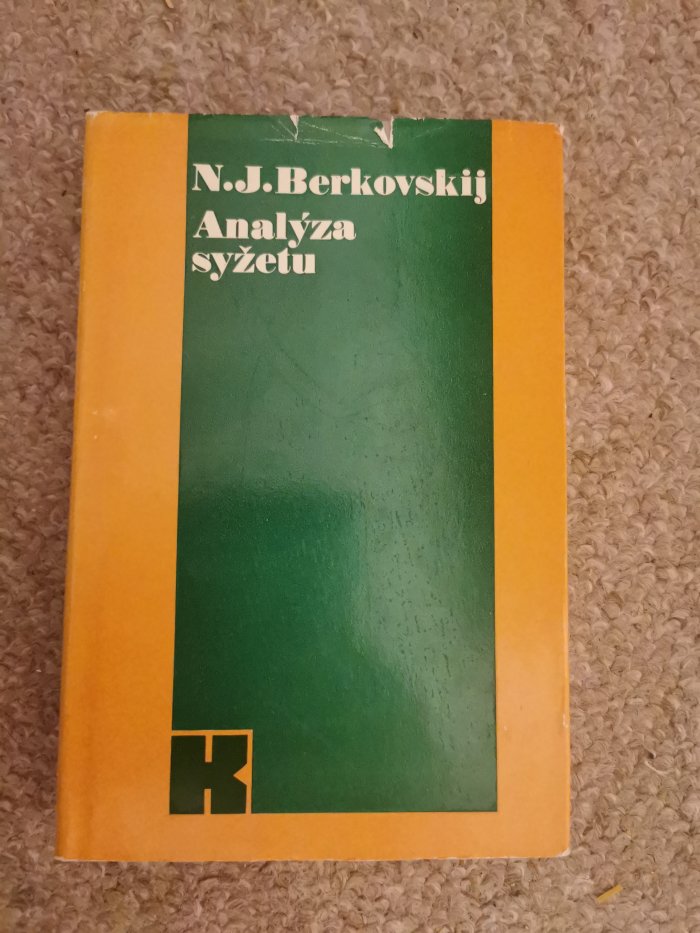 N.J.Berkovskij
Analýza
syžetu
K